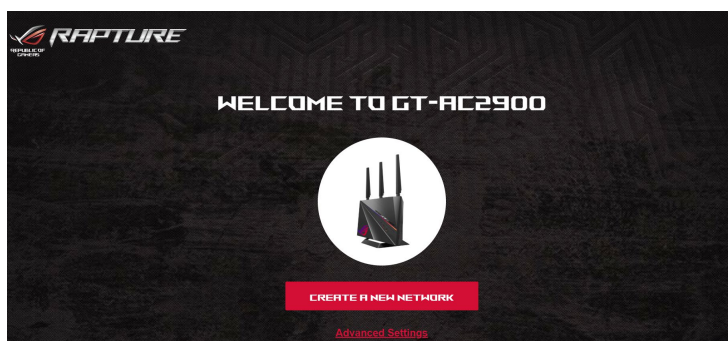 REPUBLIC OF
GAMERS
RAPTURE
WELCOME TO GT-AC2900
CREATE A NEW NETWORK
Advanced Settings